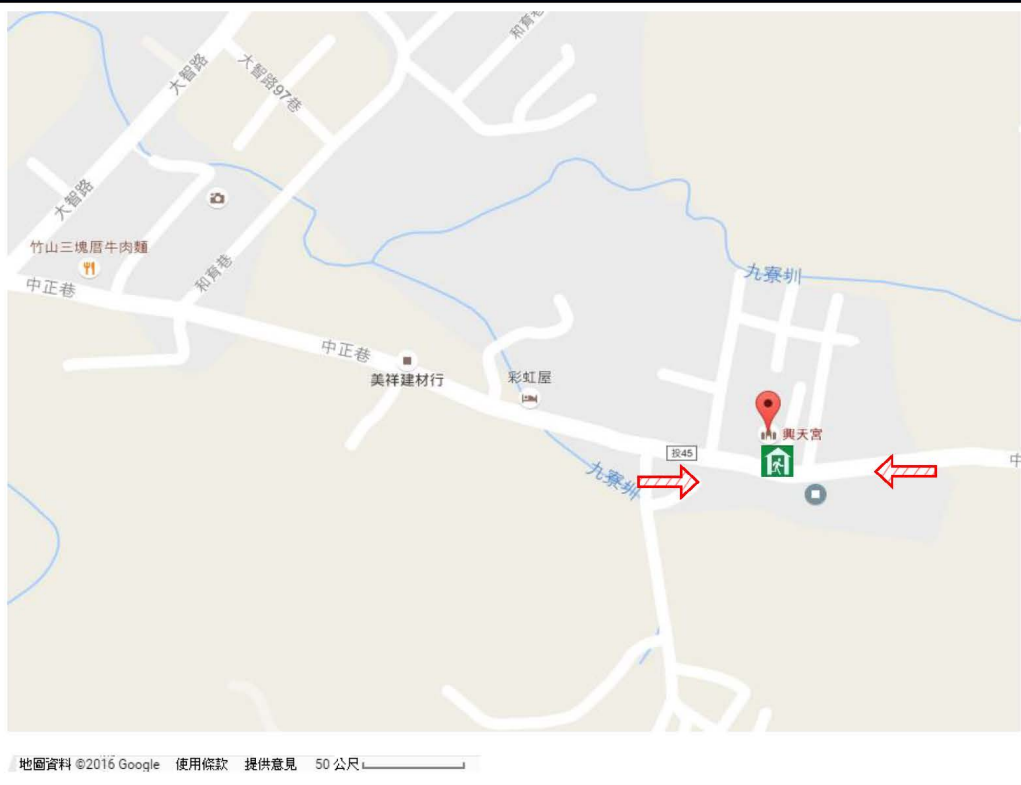 和育巷
大智路
大智路97巷
大智路
竹山三塊厝牛肉麵
和育巷
中正巷
九寮圳
中正巷
美祥建材行
彩虹屋
興天宮
投45
中
九寮圳
地圖資料 ©2016 Google 使用條款 提供意見 50 公尺